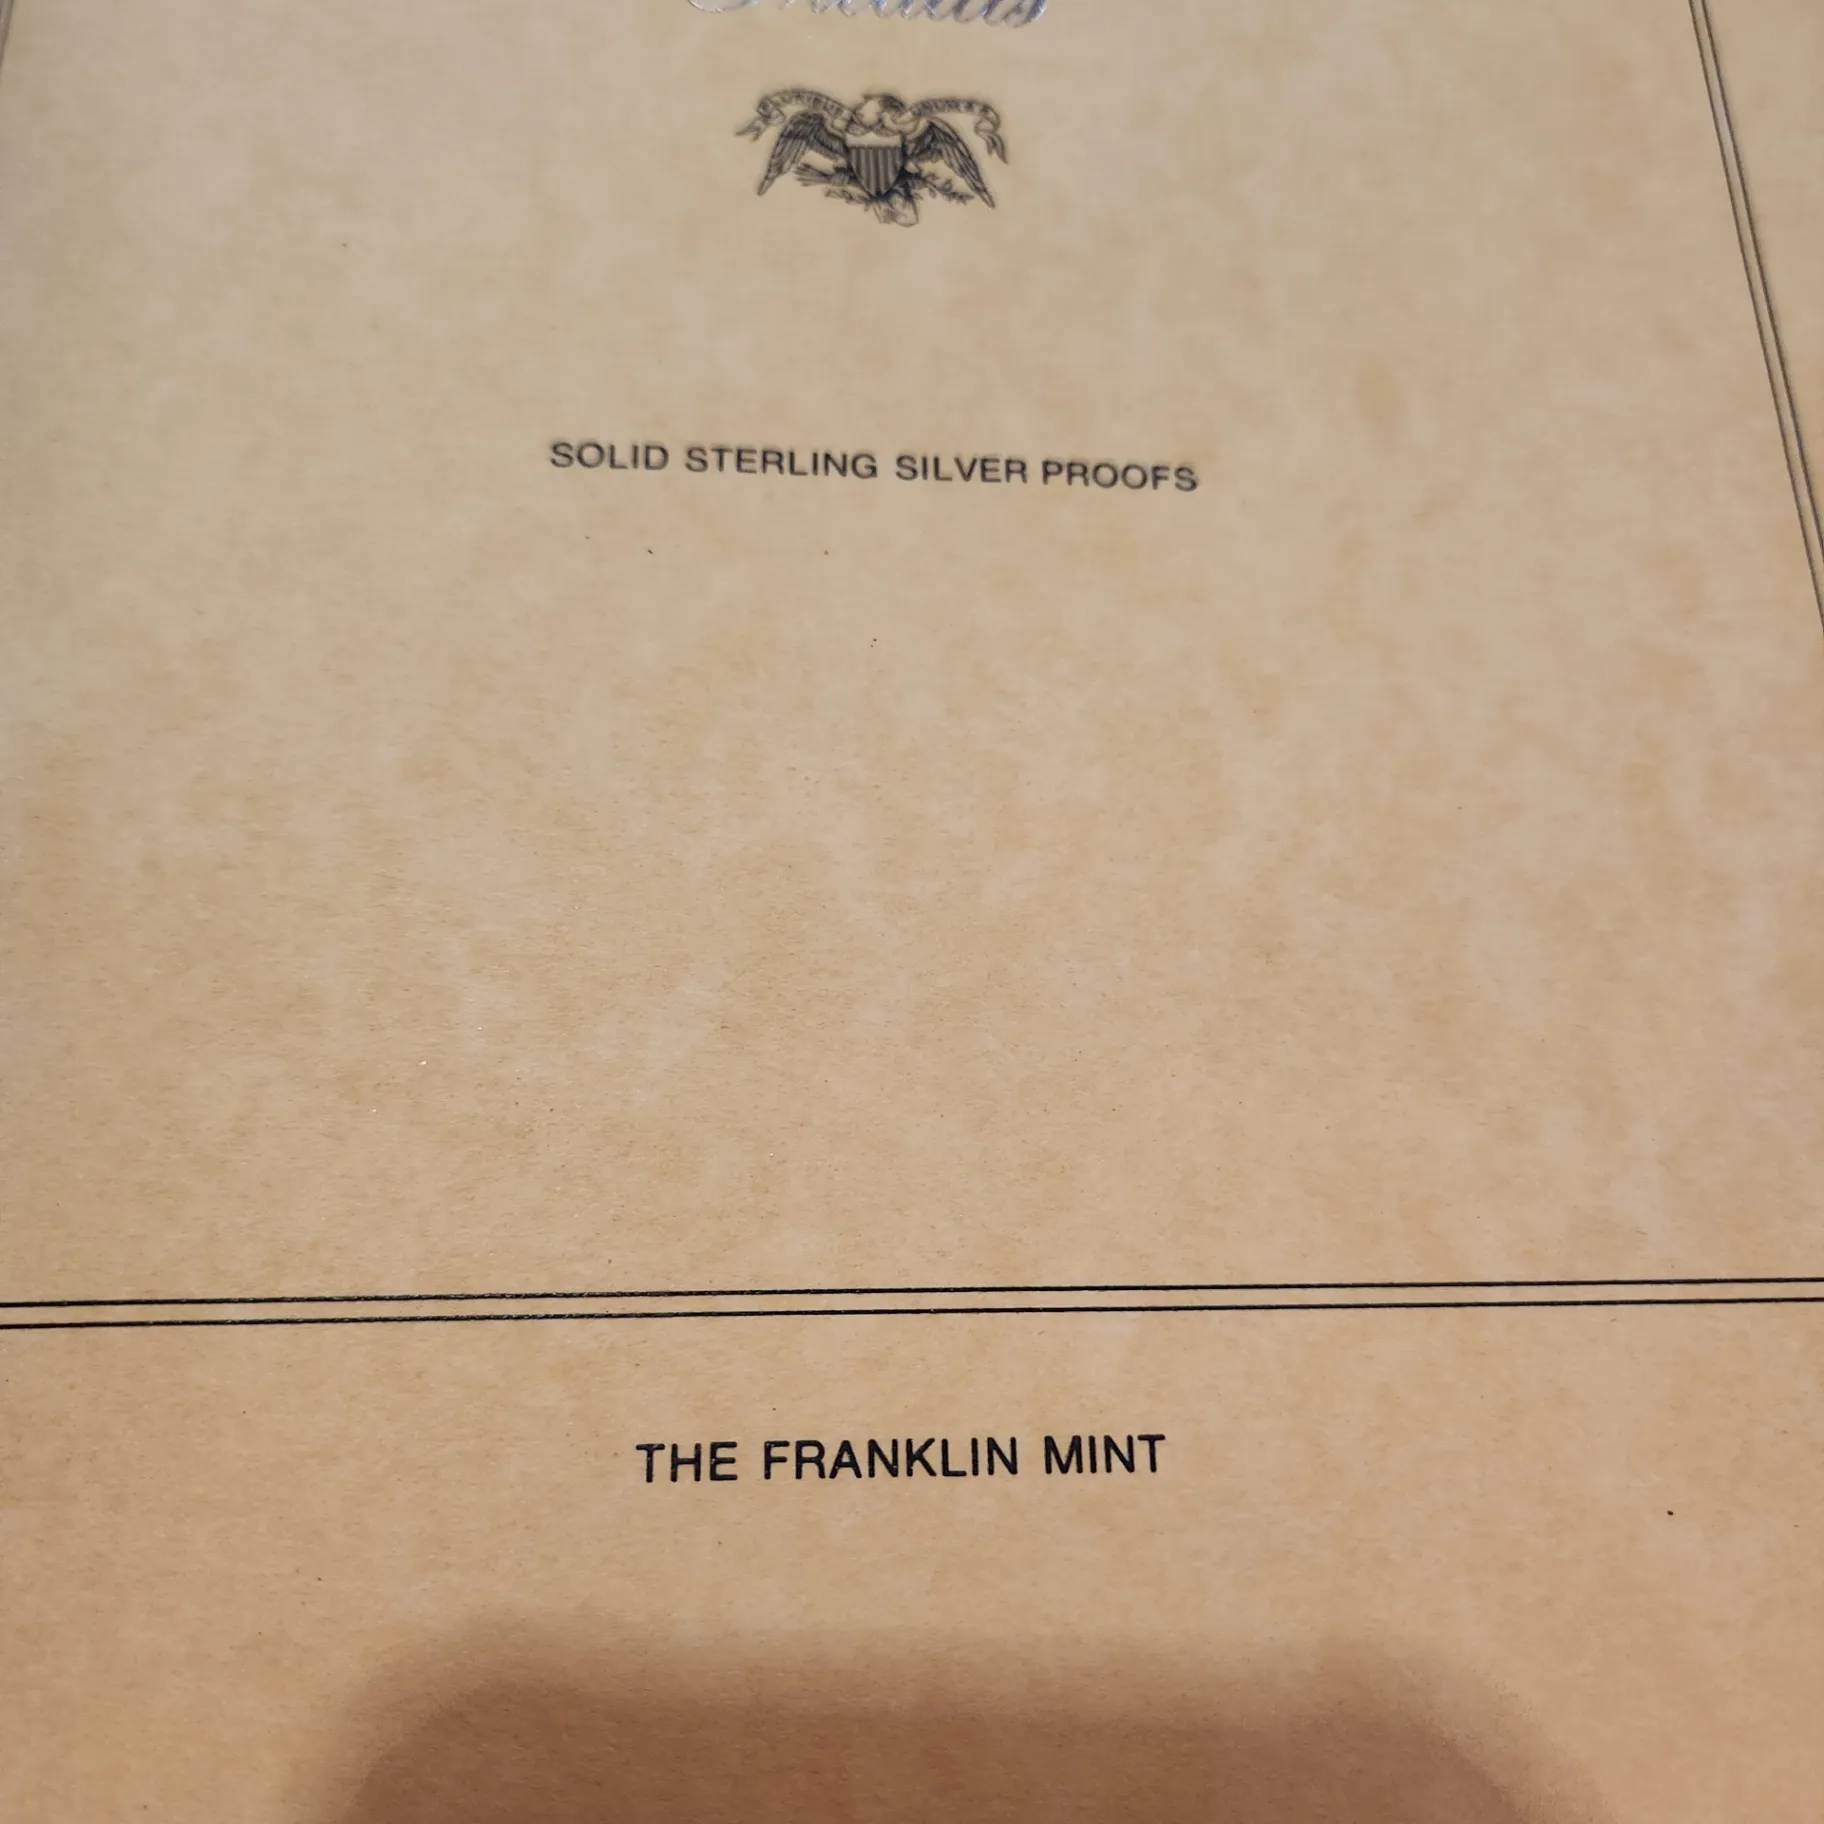 SOLID STERLING SILVER PROOFS
THE FRANKLIN MINT